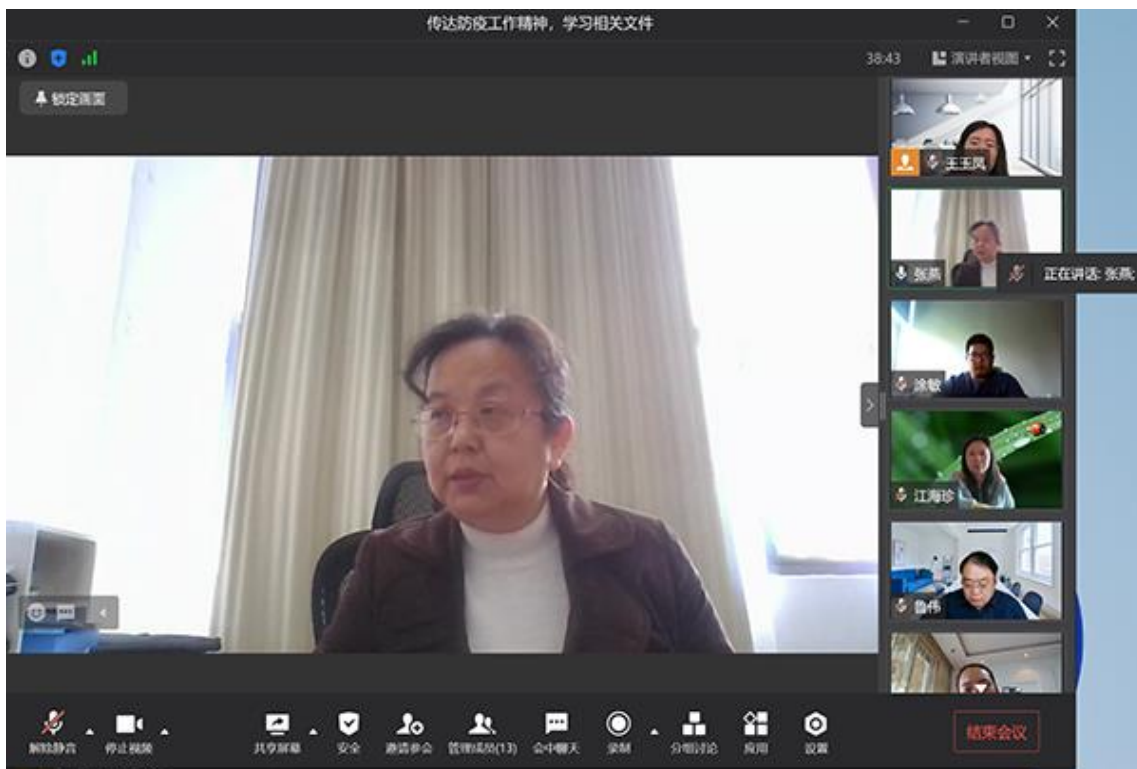 传达防疫工作精神，学习相关文件
38:43
演讲者视图
锁定画面
王玉凤
张燕
正在讲话: 张燕;
涂敏
江海珍
鲁伟
解除静音
停止视频
共享屏幕
安全
邀请参会
管理成员(13)
会中聊天
录制
分组讨论
应用
设置
结束会议